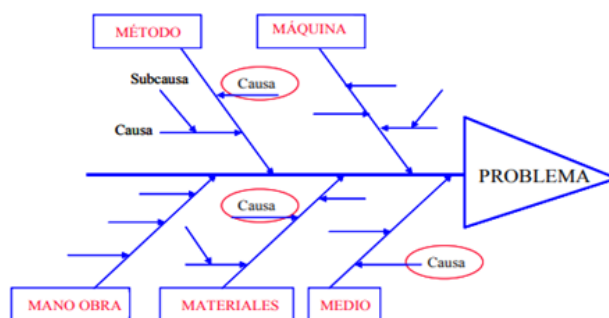 MÉTODO
MÁQUINA
Subcausa
Causa
Causa
PROBLEMA
Causa
Causa
MANO OBRA
MATERIALES
MEDIO